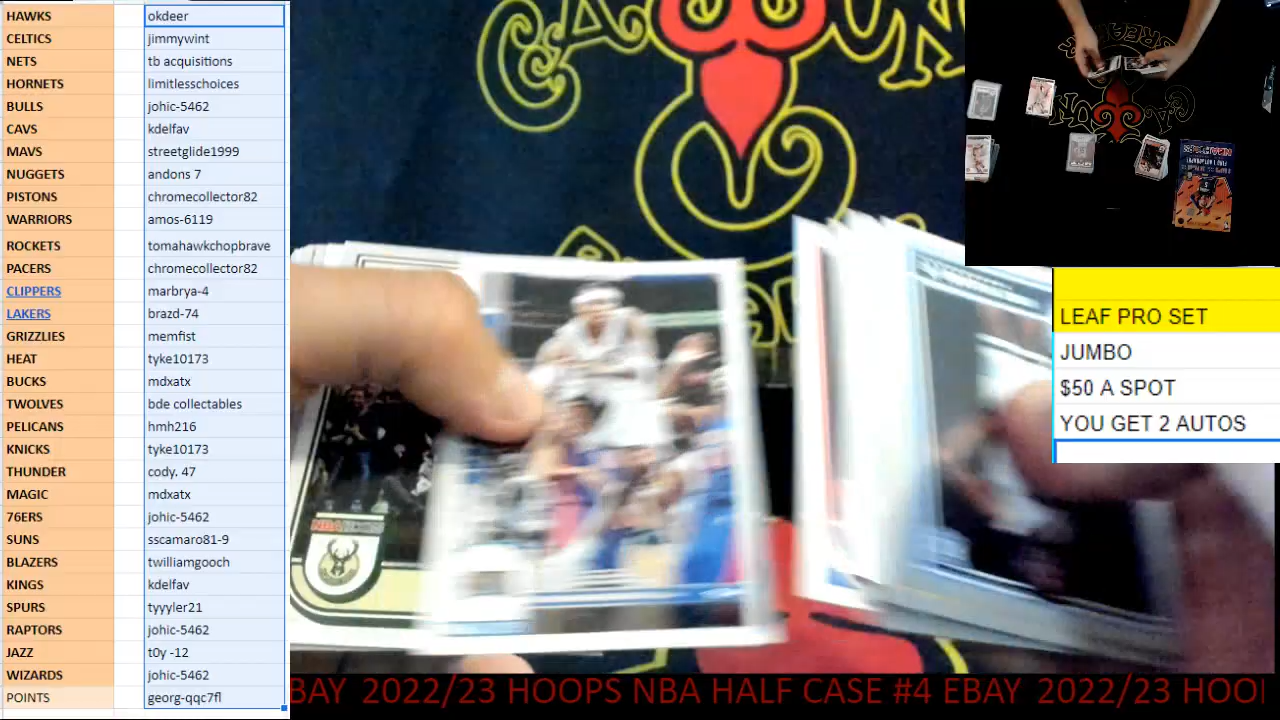 HAWKS okdeer
CELTICS jimmywint
NETS tb acquisitions
HORNETS limitlesschoices
BULLS johic-5462
CAVS kdelfav
MAVS streetglide1999
NUGGETS andons 7
PISTONS chromecollector82
WARRIORS amos-6119
ROCKETS tomahawkchopbrave
PACERS chromecollector82
CLIPPERS marbrya-4
LAKERS brazd-74
GRIZZLIES memfist
HEAT tyke10173
BUCKS mdxatx
TWOLVES bde collectables
PELICANS hmh216
KNICKS tyke10173
THUNDER cody. 47
MAGIC mdxatx
76ERS johic-5462
SUNS sscamaro81-9
BLAZERS twilliamgooch
KINGS kdelfav
SPURS tyyyler21
RAPTORS johic-5462
JAZZ t0y -12
WIZARDS johic-5462
POINTS georg-qqc7fl
LEAF PRO SET
JUMBO
$50 A SPOT
YOU GET 2 AUTOS
BAY 2022/23 HOOPS NBA HALF CASE #4 EBAY 2022/23 HOOI